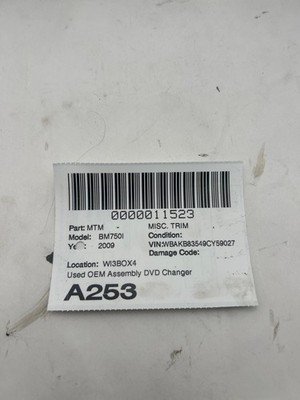 0000011523
Part: MTM - MISC. TRIM
Model: BM750I Condition:
Year: 2009 VIN:WBAKB83549CY59027
Damage Code:
Location: WI3BOX4
Used OEM Assembly DVD Changer
A253